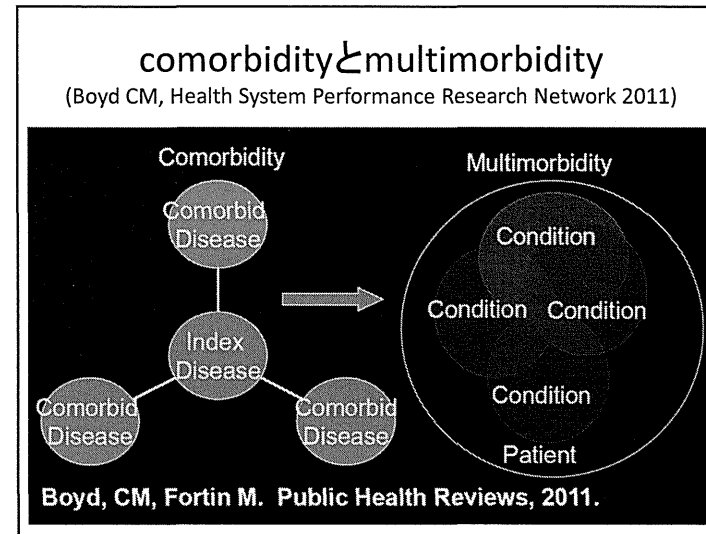 comorbidityとmultimorbidity
(Boyd CM, Health System Performance Research Network 2011)
Comorbidity
Comorbid
Disease
Index
Disease
Comorbid
Disease
Comorbid
Disease
Multimorbidity
Condition
Condition
Condition
Condition
Patient
Boyd, CM, Fortin M. Public Health Reviews, 2011.